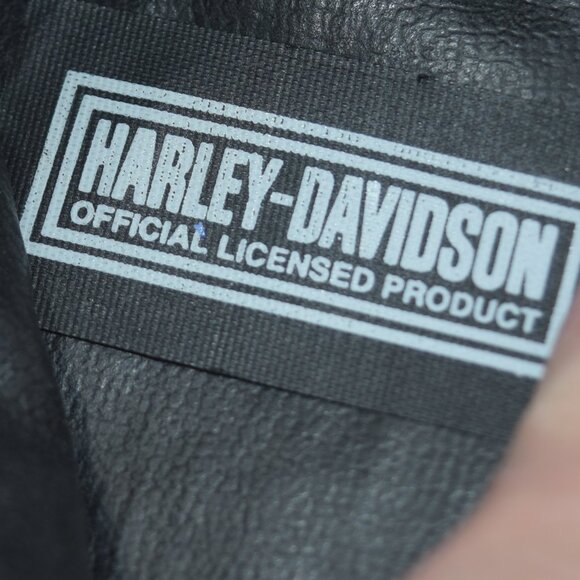 HARLEY-DAVIDSON
OFFICIAL LICENSED PRODUCT